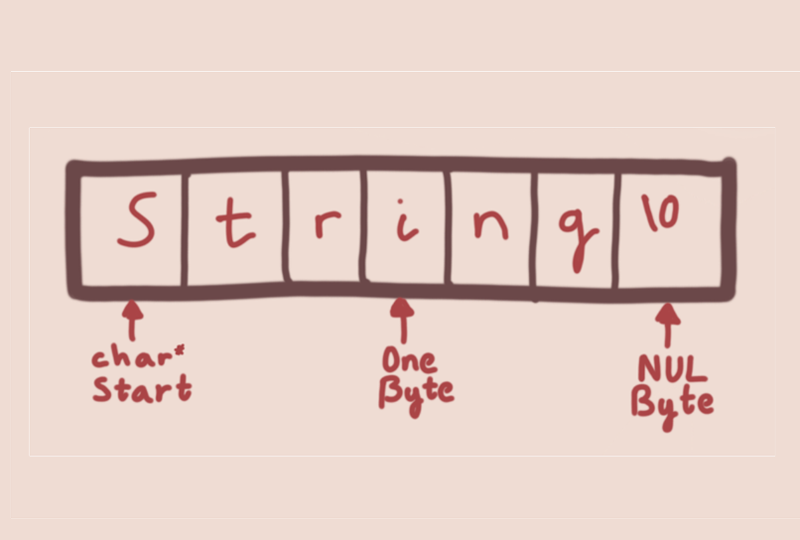 S t r i n g \0
char*
Start
One
Byte
NUL
Byte